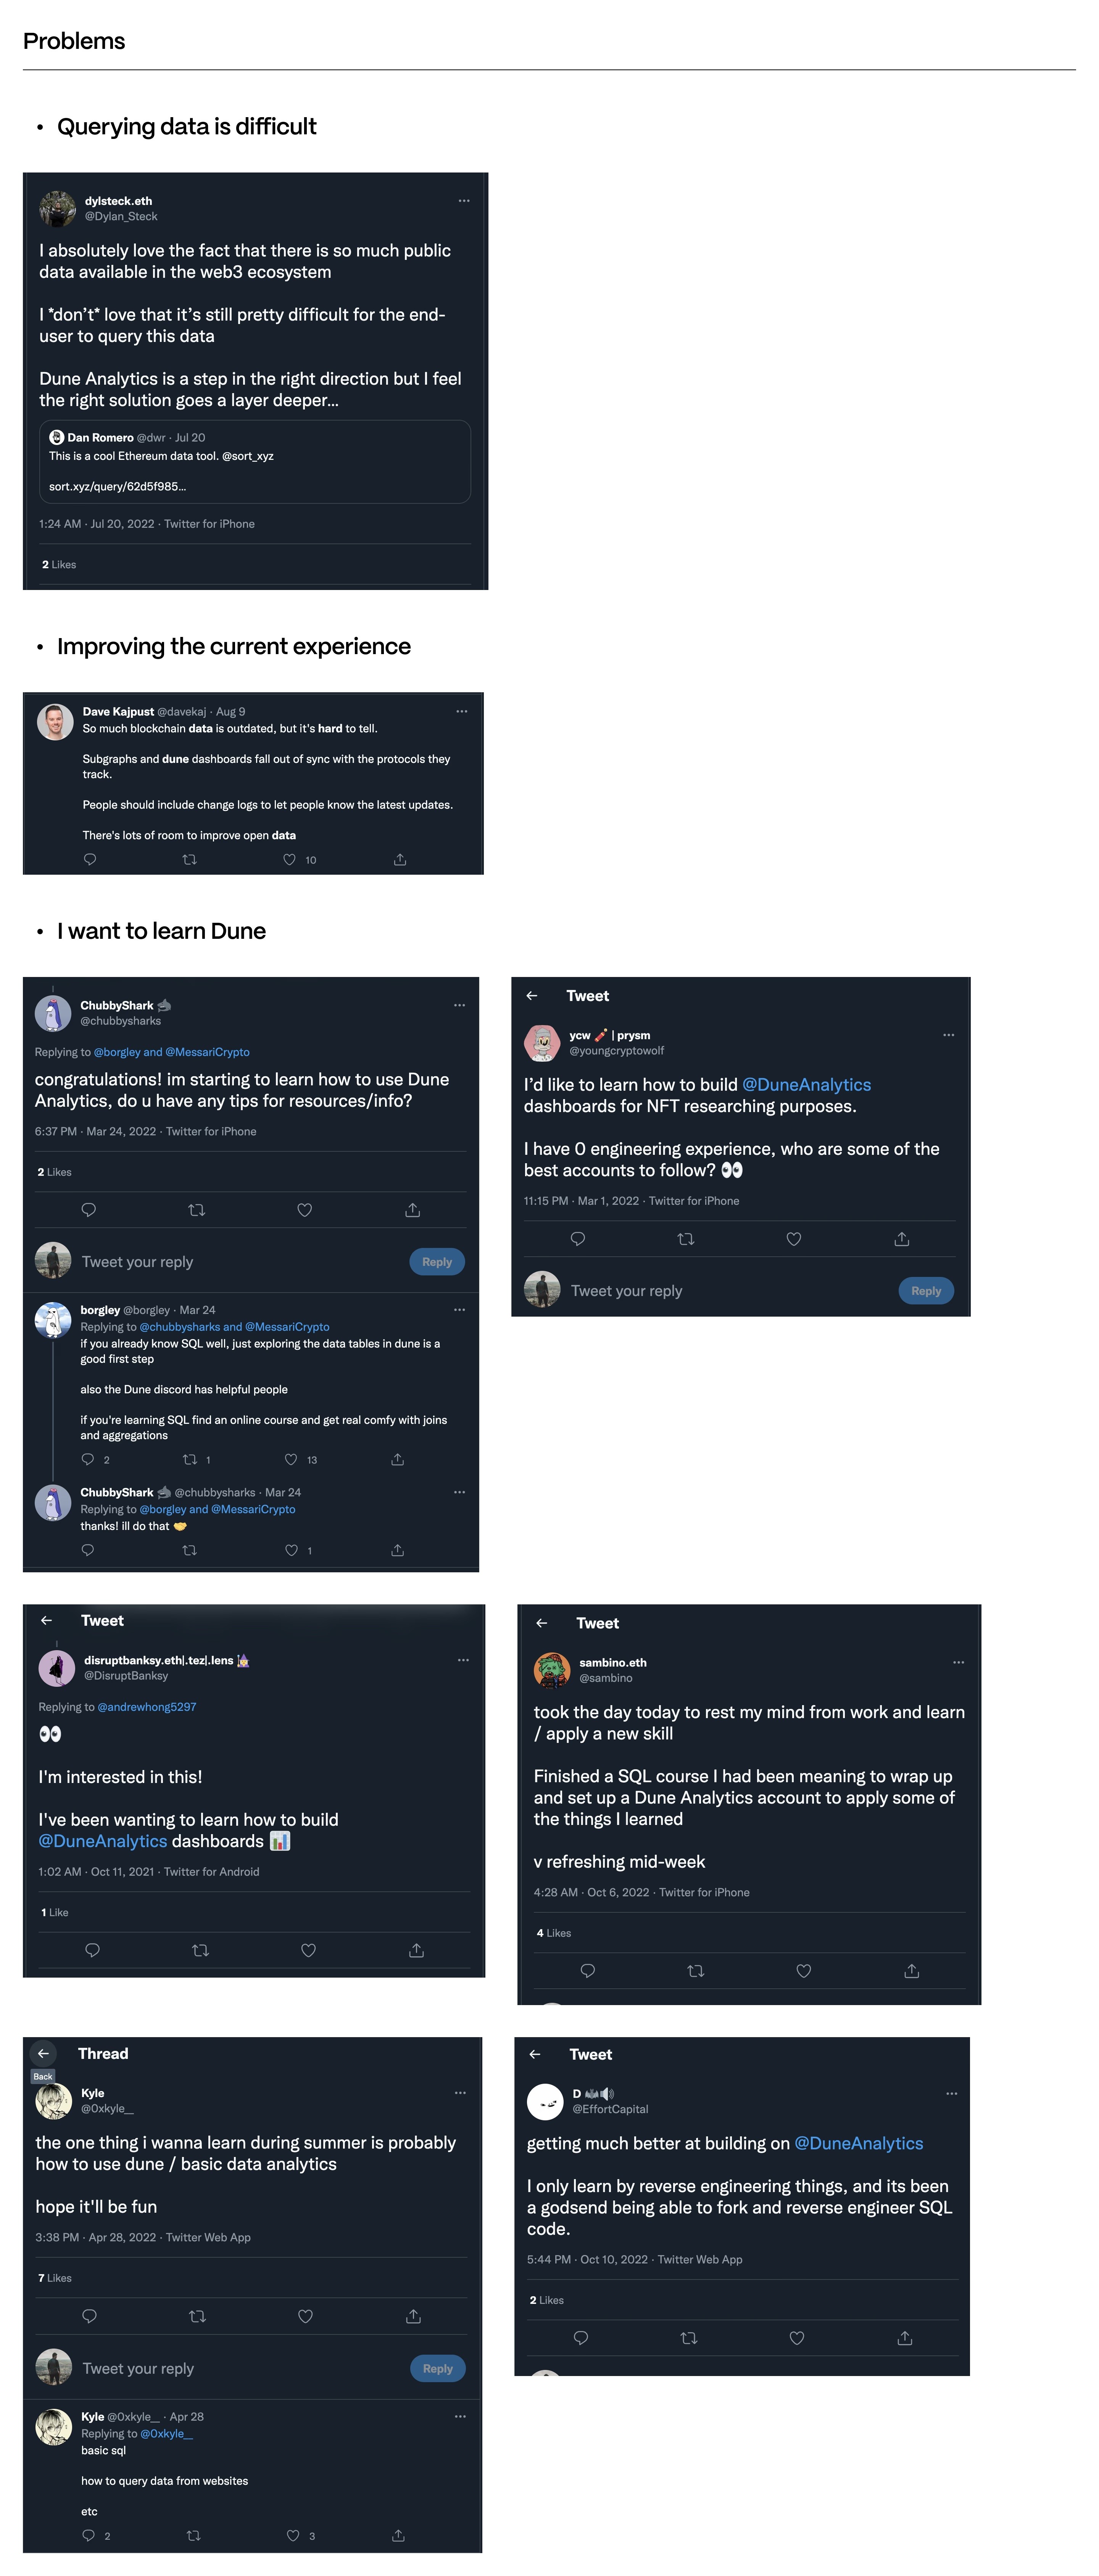 Problems
• Querying data is difficult
dylsteck.eth
@Dylan_Steck
I absolutely love the fact that there is so much public
data available in the web3 ecosystem
I *don't* love that it's still pretty difficult for the end-
user to query this data
Dune Analytics is a step in the right direction but I feel
the right solution goes a layer deeper...
Dan Romero @dwr · Jul 20
This is a cool Ethereum data tool. @sort_xyz
sort.xyz/query/62d5f985...
1:24 AM · Jul 20, 2022 · Twitter for iPhone
2 Likes
• Improving the current experience
Dave Kajpust @davekaj · Aug 9
So much blockchain data is outdated, but it's hard to tell.
Subgraphs and dune dashboards fall out of sync with the protocols they
track.
People should include change logs to let people know the latest updates.
There's lots of room to improve open data
10
• I want to learn Dune
ChubbyShark 🦈
@chubbysharks
Replying to @borgley and @MessariCrypto
congratulations! im starting to learn how to use Dune
Analytics, do u have any tips for resources/info?
6:37 PM · Mar 24, 2022 · Twitter for iPhone
2 Likes
Tweet your reply
Reply
borgley @borgley · Mar 24
Replying to @chubbysharks and @MessariCrypto
if you already know SQL well, just exploring the data tables in dune is a
good first step
also the Dune discord has helpful people
if you're learning SQL find an online course and get real comfy with joins
and aggregations
2 1 13
ChubbyShark 🦈 @chubbysharks · Mar 24
Replying to @borgley and @MessariCrypto
thanks! ill do that 🤝
1
Tweet
ycw 🧨 | prysm
@youngcryptowolf
I'd like to learn how to build @DuneAnalytics
dashboards for NFT researching purposes.
I have 0 engineering experience, who are some of the
best accounts to follow? 👀
11:15 PM · Mar 1, 2022 · Twitter for iPhone
Tweet your reply
Reply
Tweet
disruptbanksy.eth|.tez|.lens 🧙
@DisruptBanksy
Replying to @andrewhong5297
👀
I'm interested in this!
I've been wanting to learn how to build
@DuneAnalytics dashboards 📊
1:02 AM · Oct 11, 2021 · Twitter for Android
1 Like
Tweet
sambino.eth
@sambino
took the day today to rest my mind from work and learn
/ apply a new skill
Finished a SQL course I had been meaning to wrap up
and set up a Dune Analytics account to apply some of
the things I learned
v refreshing mid-week
4:28 AM · Oct 6, 2022 · Twitter for iPhone
4 Likes
Thread
Back
Kyle
@0xkyle__
the one thing i wanna learn during summer is probably
how to use dune / basic data analytics
hope it'll be fun
3:38 PM · Apr 28, 2022 · Twitter Web App
7 Likes
Tweet your reply
Reply
Kyle @0xkyle__ · Apr 28
Replying to @0xkyle__
basic sql
how to query data from websites
etc
2 3
Tweet
D 🦇🔊
@EffortCapital
getting much better at building on @DuneAnalytics
I only learn by reverse engineering things, and its been
a godsend being able to fork and reverse engineer SQL
code.
5:44 PM · Oct 10, 2022 · Twitter Web App
2 Likes